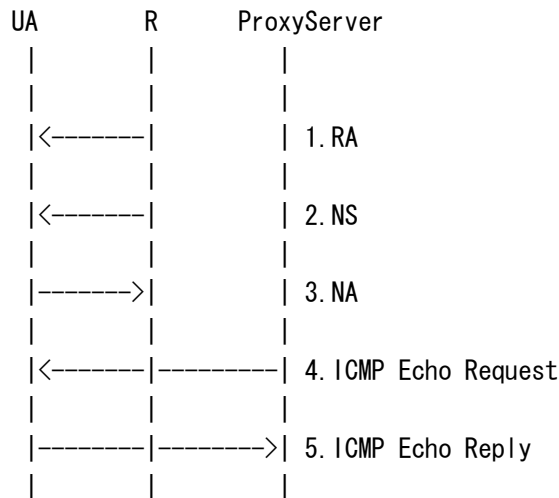 UA R ProxyServer
| | |
| | |
|<-------| | 1.RA
| | |
|<-------| | 2.NS
| | |
|------->| | 3.NA
| | |
|<-------|---------| 4.ICMP Echo Request
| | |
|--------|-------->| 5.ICMP Echo Reply
| | |